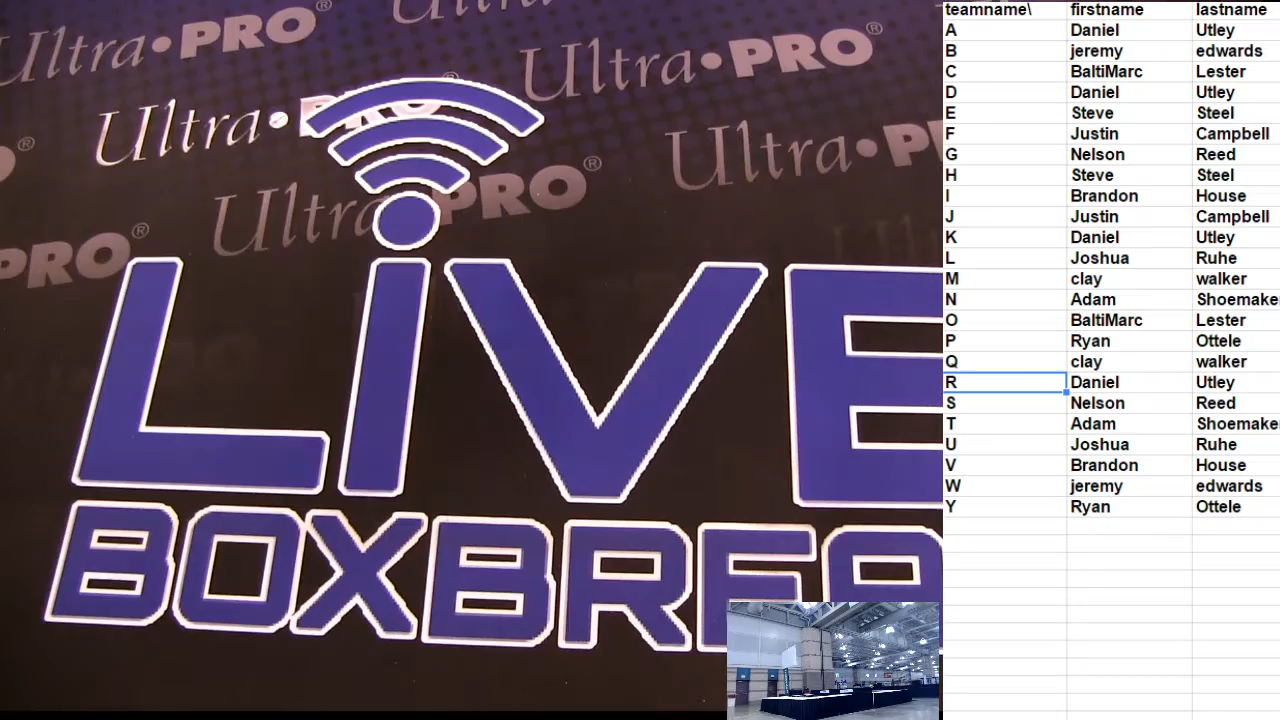 Ultra•PRO®
Ultra
Ultra•PRO®
Ultra•PRO
Ultra•P
Ultra PRO®
PRO®
LiVE
BOXBREA
teamname\ firstname lastname
A Daniel Utley
B jeremy edwards
C BaltiMarc Lester
D Daniel Utley
E Steve Steel
F Justin Campbell
G Nelson Reed
H Steve Steel
I Brandon House
J Justin Campbell
K Daniel Utley
L Joshua Ruhe
M clay walker
N Adam Shoemake
O BaltiMarc Lester
P Ryan Ottele
Q clay walker
R Daniel Utley
S Nelson Reed
T Adam Shoemake
U Joshua Ruhe
V Brandon House
W jeremy edwards
Y Ryan Ottele